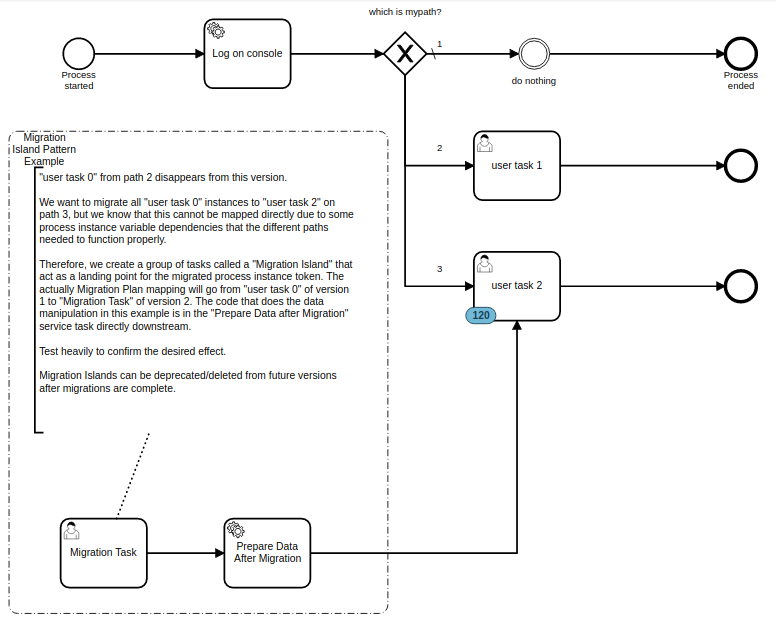 which is mypath?
Process
started
Log on console
1
do nothing
Process
ended
2
user task 1
3
user task 2
120
Migration
Island Pattern
Example
"user task 0" from path 2 disappears from this version.
We want to migrate all "user task 0" instances to "user task 2" on
path 3, but we know that this cannot be mapped directly due to some
process instance variable dependencies that the different paths
needed to function properly.
Therefore, we create a group of tasks called a "Migration Island" that
act as a landing point for the migrated process instance token. The
actually Migration Plan mapping will go from "user task 0" of version
1 to "Migration Task" of version 2. The code that does the data
manipulation in this example is in the "Prepare Data after Migration"
service task directly downstream.
Test heavily to confirm the desired effect.
Migration Islands can be deprecated/deleted from future versions
after migrations are complete.
Migration Task
Prepare Data
After Migration